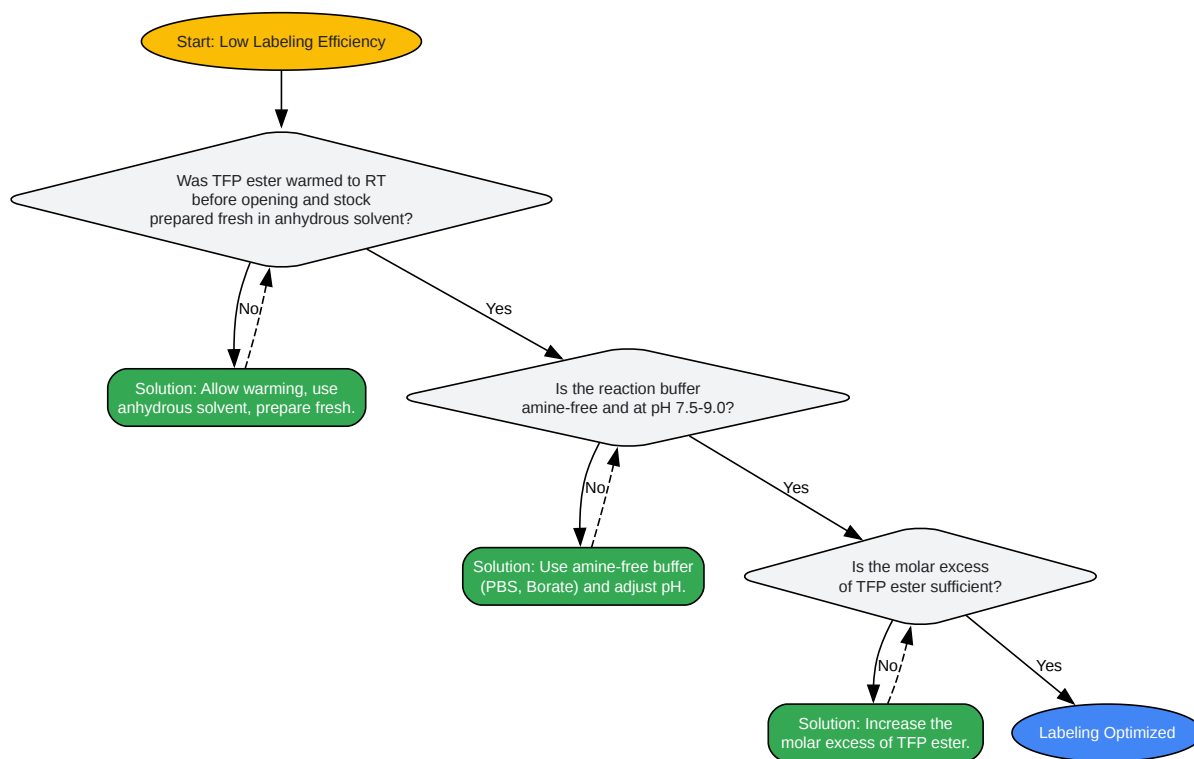 Start: Low Labeling Efficiency
Was TFP ester warmed to RT
before opening and stock
prepared fresh in anhydrous solvent?
No
Yes
Solution: Allow warming, use
anhydrous solvent, prepare fresh.
Is the reaction buffer
amine-free and at pH 7.5-9.0?
No
Yes
Solution: Use amine-free buffer
(PBS, Borate) and adjust pH.
Is the molar excess
of TFP ester sufficient?
No
Yes
Solution: Increase the
molar excess of TFP ester.
Labeling Optimized